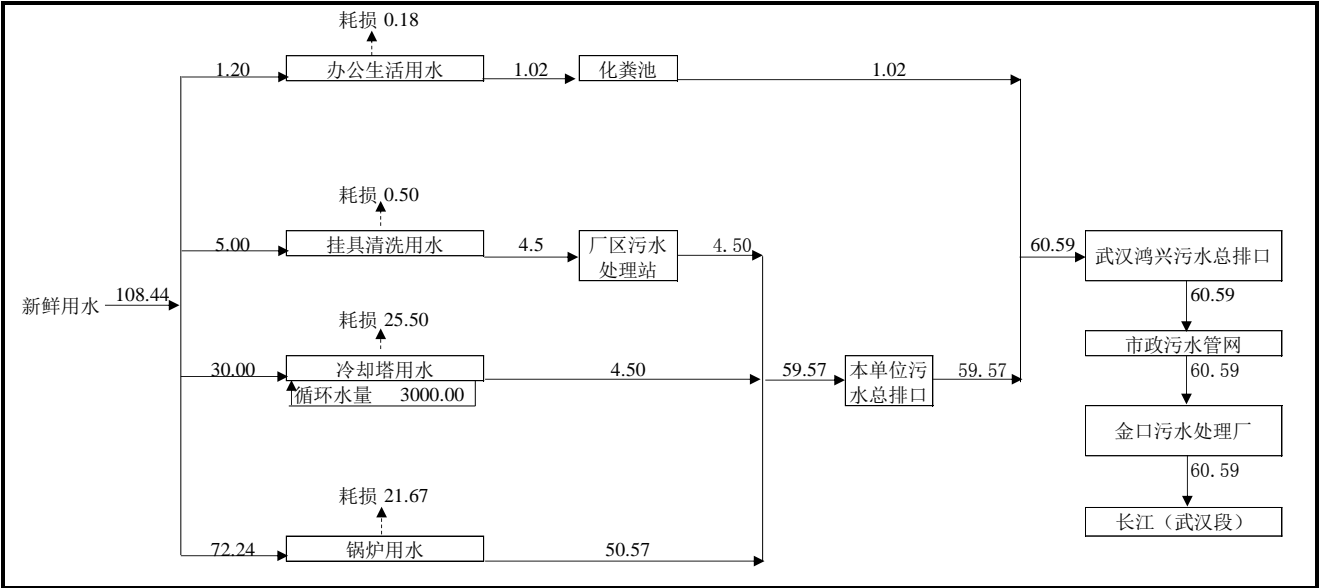 耗损 0.18
1.20
办公生活用水
1.02
化粪池
1.02
耗损 0.50
5.00
挂具清洗用水
4.5
厂区污水
处理站
4.50
60.59
武汉鸿兴污水总排口
新鲜用水
108.44
60.59
耗损 25.50
市政污水管网
30.00
冷却塔用水
4.50
59.57
本单位污
水总排口
59.57
60.59
循环水量 3000.00
金口污水处理厂
60.59
耗损 21.67
长江（武汉段）
72.24
锅炉用水
50.57